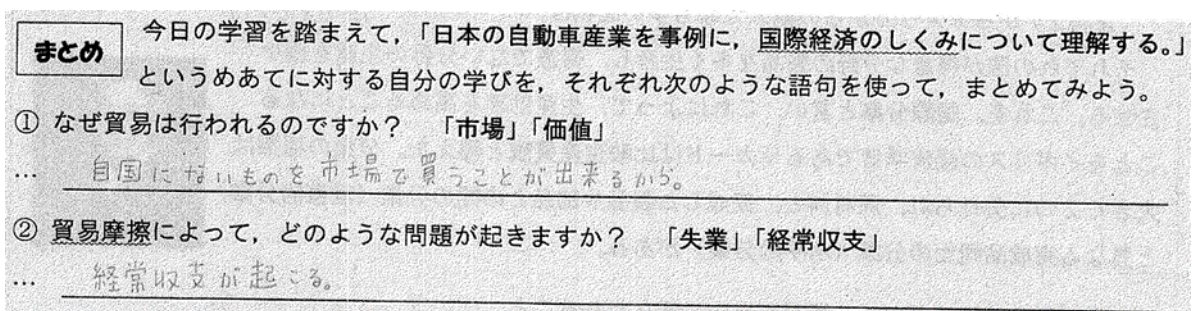 まとめ 今日の学習を踏まえて，「日本の自動車産業を事例に，国際経済のしくみについて理解する。」
というめあてに対する自分の学びを，それぞれ次のような語句を使って，まとめてみよう。
① なぜ貿易は行われるのですか？ 「市場」「価値」
… 自国にないものを市場で買うことが出来るから。
② 貿易摩擦によって，どのような問題が起きますか？ 「失業」「経常収支」
… 経常収支が起こる。